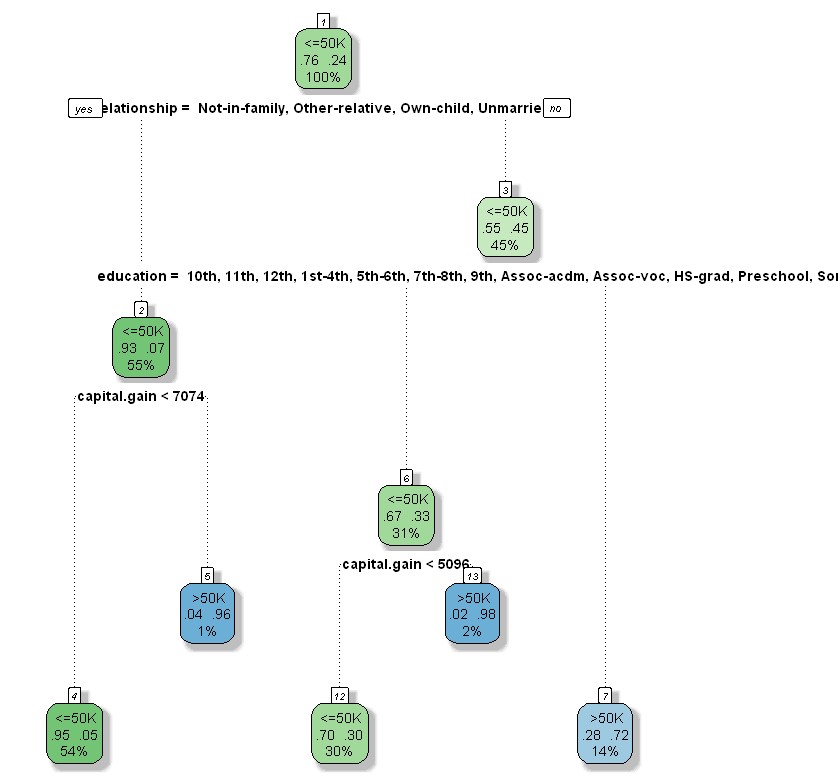 1
<=50K
.76 .24
100%
yes
elationship = Not-in-family, Other-relative, Own-child, Unmarrie
no
3
<=50K
.55 .45
45%
education = 10th, 11th, 12th, 1st-4th, 5th-6th, 7th-8th, 9th, Assoc-acdm, Assoc-voc, HS-grad, Preschool, Sor
2
<=50K
.93 .07
55%
capital.gain < 7074
6
<=50K
.67 .33
31%
capital.gain < 5096
5
>50K
.04 .96
1%
13
>50K
.02 .98
2%
4
<=50K
.95 .05
54%
12
<=50K
.70 .30
30%
7
>50K
.28 .72
14%